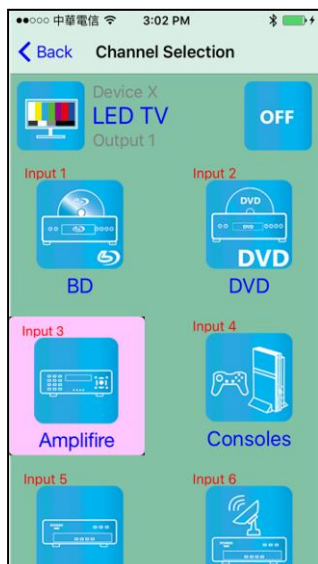 ●●○○○ 中華電信 3:02 PM
Back Channel Selection
Device X
LED TV
Output 1
OFF
Input 1 Input 2
DVD
DVD
BD DVD
Input 3 Input 4
Amplifire Consoles
Input 5 Input 6